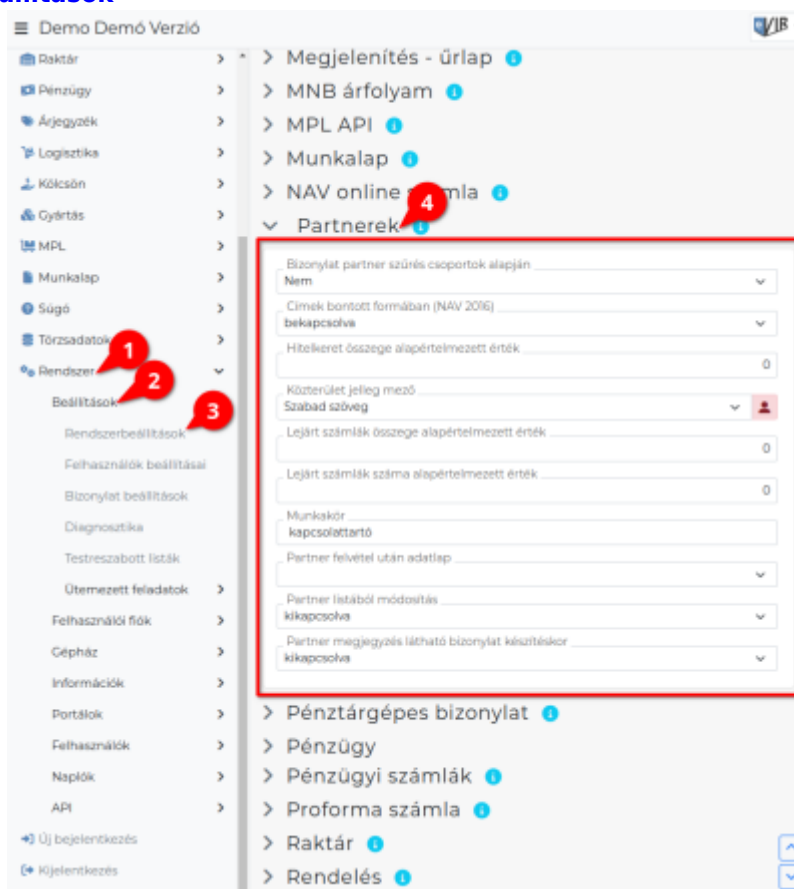 Demo Demó Verzió
VIR
Raktár
Pénzügy
Árjegyzék
Logisztika
Kölcsön
Gyártás
MPL
Munkalap
Súgó
Törzsadatok
1
Rendszer
2
Beállítások
3
Rendszerbeállítások
Felhasználók beállításai
Bizonylat beállítások
Diagnosztika
Testreszabott listák
Ütemezett feladatok
Felhasználói fiók
Gépház
Információk
Portálok
Felhasználók
Naplók
API
Új bejelentkezés
Kijelentkezés
Megjelenítés - űrlap
MNB árfolyam
MPL API
Munkalap
NAV online számla
4
Partnerek
Bizonylat partner szűrés csoportok alapján
Nem
Címek bontott formában (NAV 2016)
bekapcsolva
Hitelkeret összege alapértelmezett érték
0
Közterület jelleg mező
Szabad szöveg
Lejárt számlák összege alapértelmezett érték
0
Lejárt számlák száma alapértelmezett érték
0
Munkakör
kapcsolattartó
Partner felvétel után adatlap
Partner listából módosítás
kikapcsolva
Partner megjegyzés látható bizonylat készítéskor
kikapcsolva
Pénztárgépes bizonylat
Pénzügy
Pénzügyi számlák
Proforma számla
Raktár
Rendelés